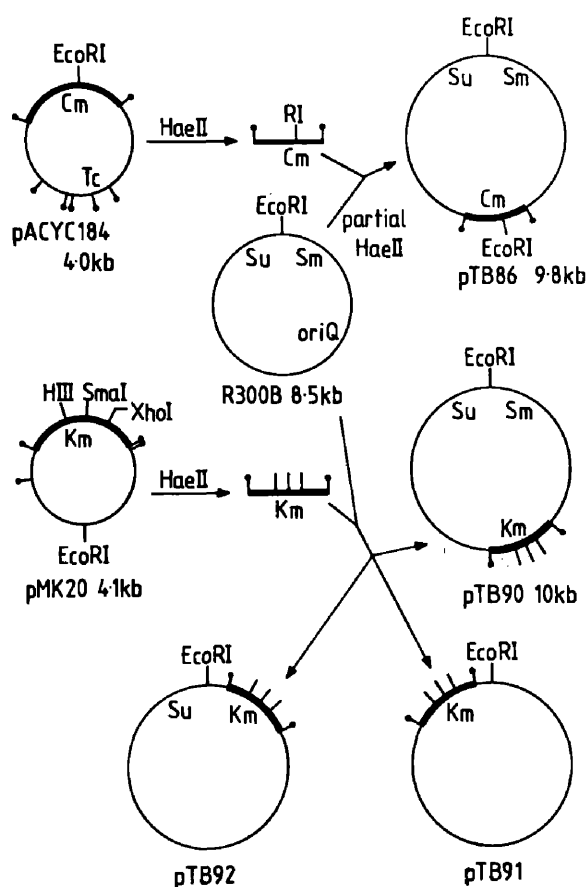 EcoRI
Cm
Tc
pACYC184
4·0kb
HaeII
RI
Cm
EcoRI
Su Sm
Cm
EcoRI
pTB86 9·8kb
partial
HaeII
EcoRI
Su Sm
oriQ
R300B 8·5kb
HIII SmaI
XhoI
Km
EcoRI
pMK20 4·1kb
HaeII
Km
EcoRI
Su Sm
Km
pTB90 10kb
EcoRI
Su Km
pTB92
EcoRI
Km
pTB91